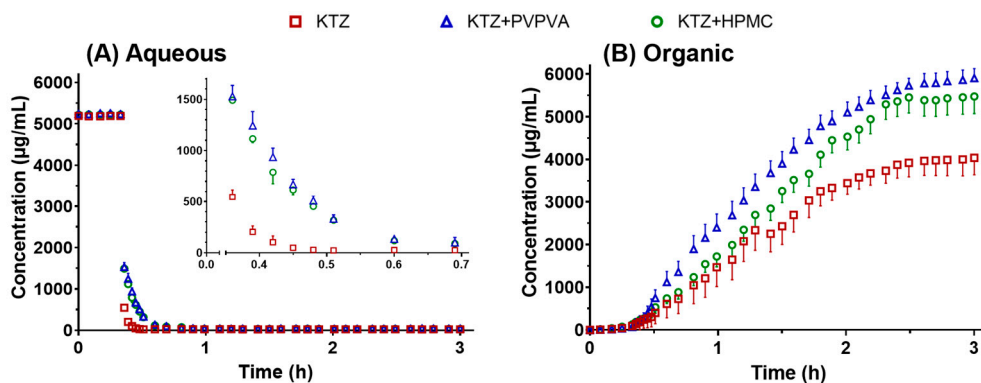 KTZ KTZ+PVPVA KTZ+HPMC
(A) Aqueous (B) Organic
Concentration (µg/mL)
6000
5000
4000
3000
2000
1000
0
0 1 2 3
Time (h)
1500
1000
500
0
0.0 0.4 0.5 0.6 0.7
Concentration (µg/mL)
6000
5000
4000
3000
2000
1000
0
0 1 2 3
Time (h)